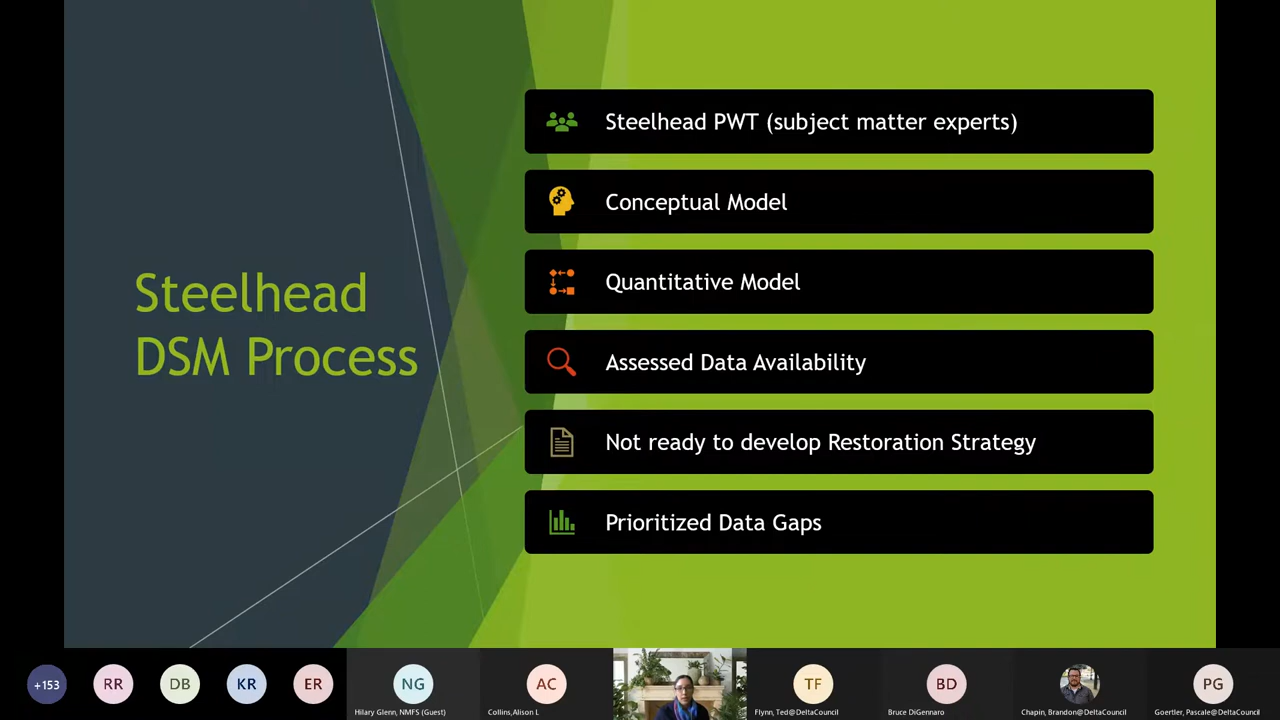 Steelhead
DSM Process
Steelhead PWT (subject matter experts)
Conceptual Model
Quantitative Model
Assessed Data Availability
Not ready to develop Restoration Strategy
Prioritized Data Gaps
+153
RR
DB
KR
ER
NG
Hilary Glenn, NMFS (Guest)
AC
Collins,Alison L
TF
Flynn, Ted@DeltaCouncil
BD
Bruce DiGennaro
Chapin, Brandon@DeltaCouncil
PG
Goertler, Pascale@DeltaCouncil